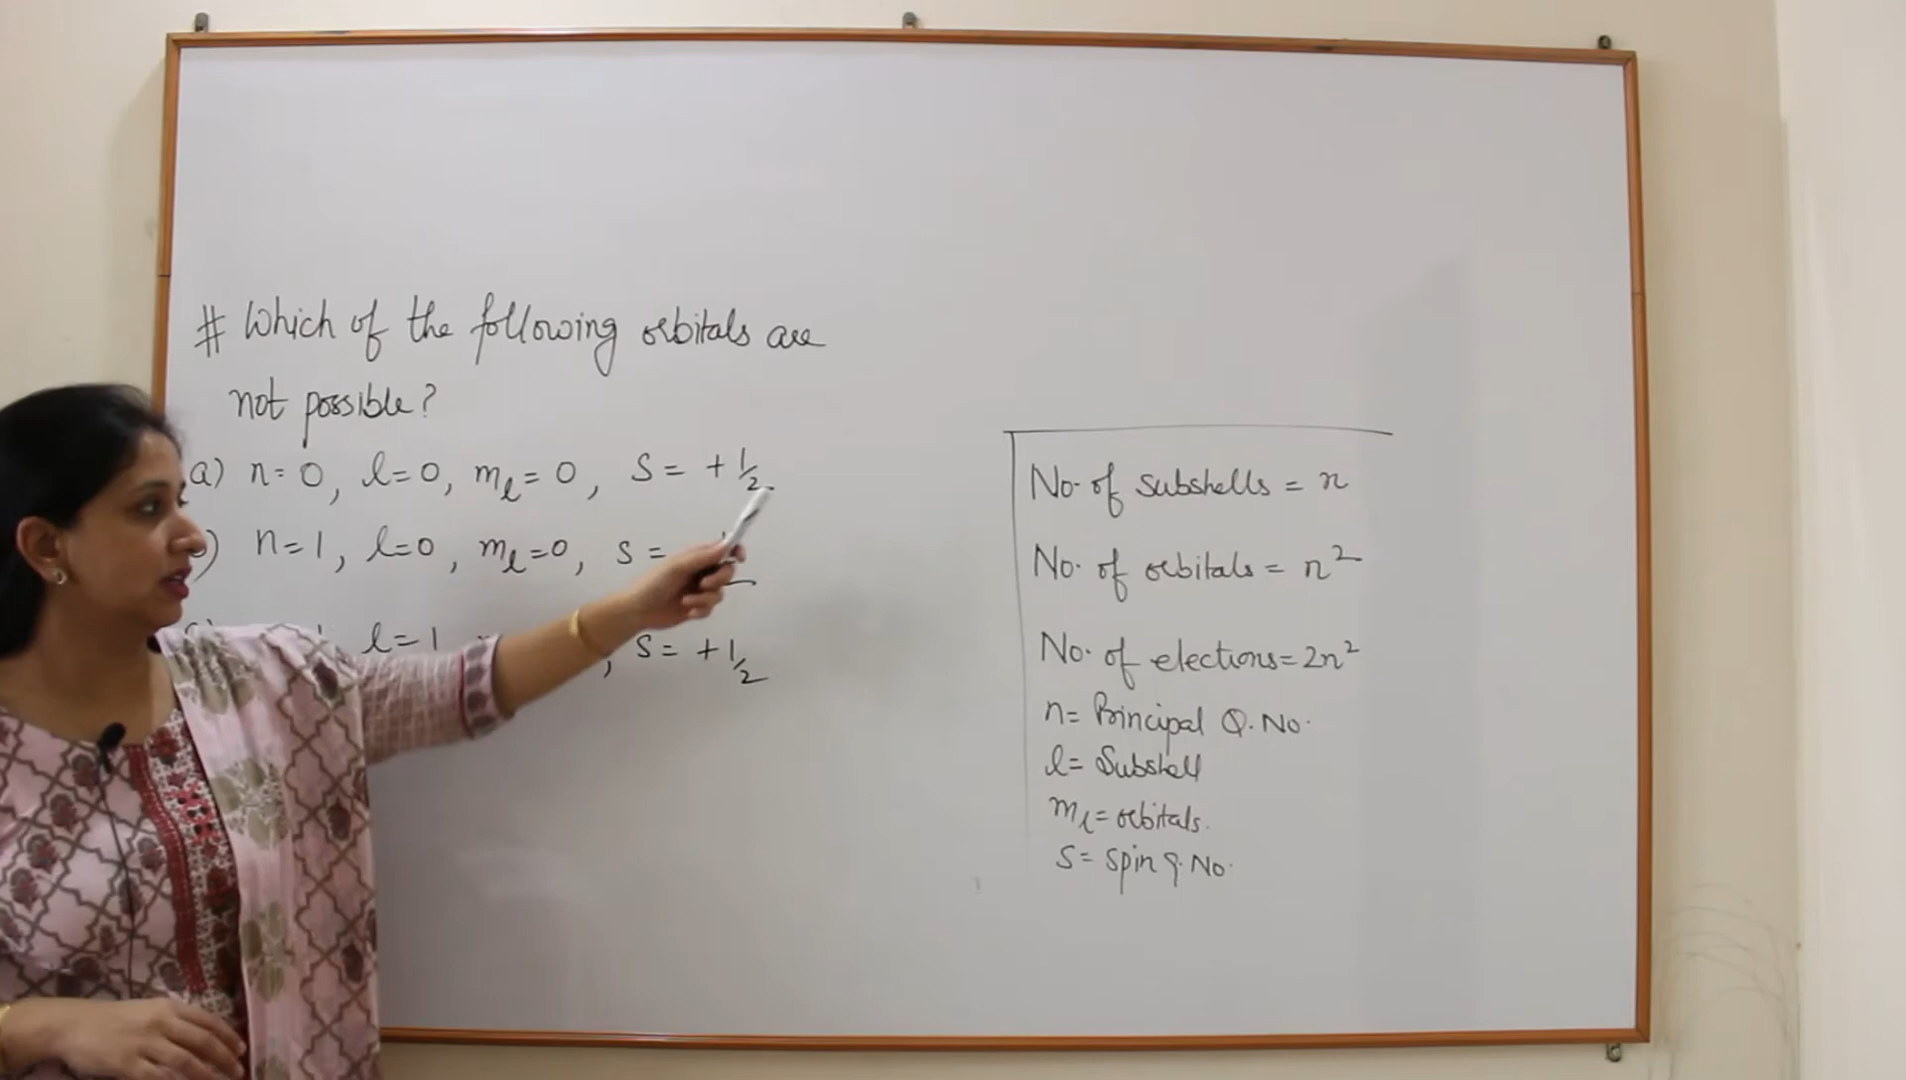 # Which of the following orbitals are
not possible?
a) n=0, l=0, mₗ=0, S= +1/2
) n=1, l=0, mₗ=0, s=
l=1 , S= +1/2
No. of subshells = n
No. of orbitals = n²
No. of electrons=2n²
n= Principal Q. No.
l= Subshell
mₗ= orbitals.
s= spin q. No.